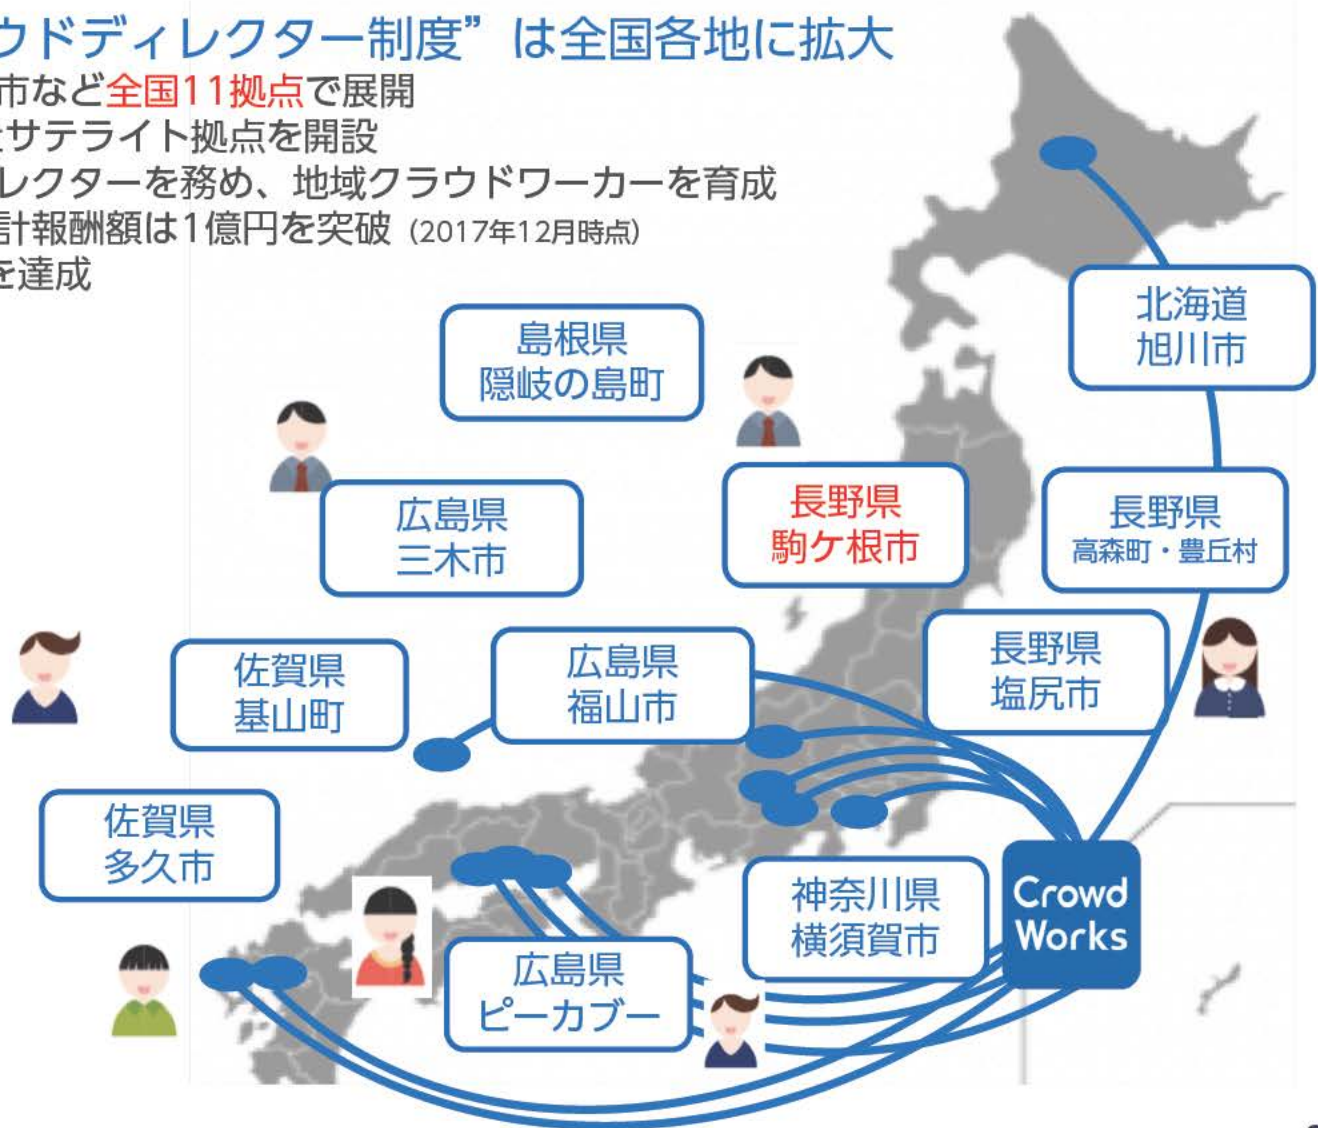 ウドディレクター制度”は全国各地に拡大
市など全国11拠点で展開
とサテライト拠点を開設
レクターを務め、地域クラウドワーカーを育成
計報酬額は1億円を突破（2017年12月時点）
を達成
北海道
旭川市
島根県
隠岐の島町
長野県
駒ケ根市
長野県
高森町・豊丘村
広島県
三木市
長野県
塩尻市
佐賀県
基山町
広島県
福山市
佐賀県
多久市
神奈川県
横須賀市
Crowd
Works
広島県
ピーカブー